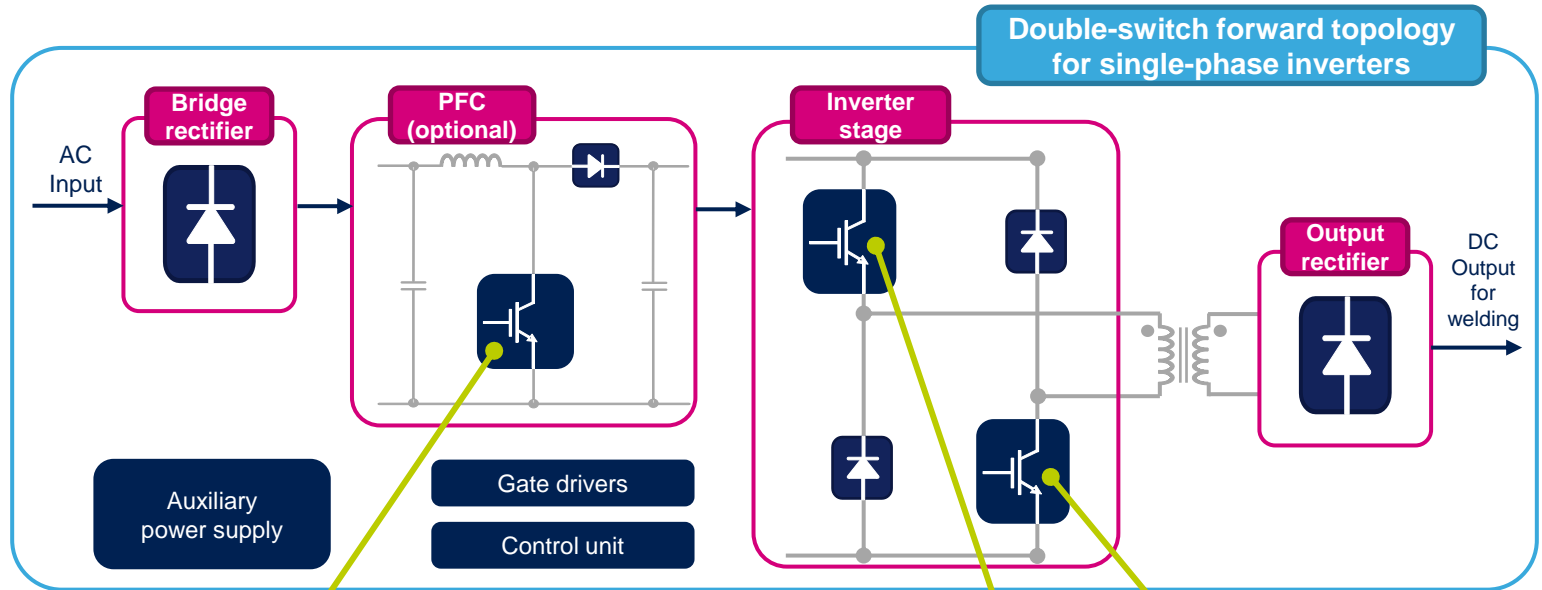 Double-switch forward topology
for single-phase inverters
Bridge
rectifier
PFC
(optional)
Inverter
stage
AC
Input
Output
rectifier
DC
Output
for
welding
Auxiliary
power supply
Gate drivers
Control unit